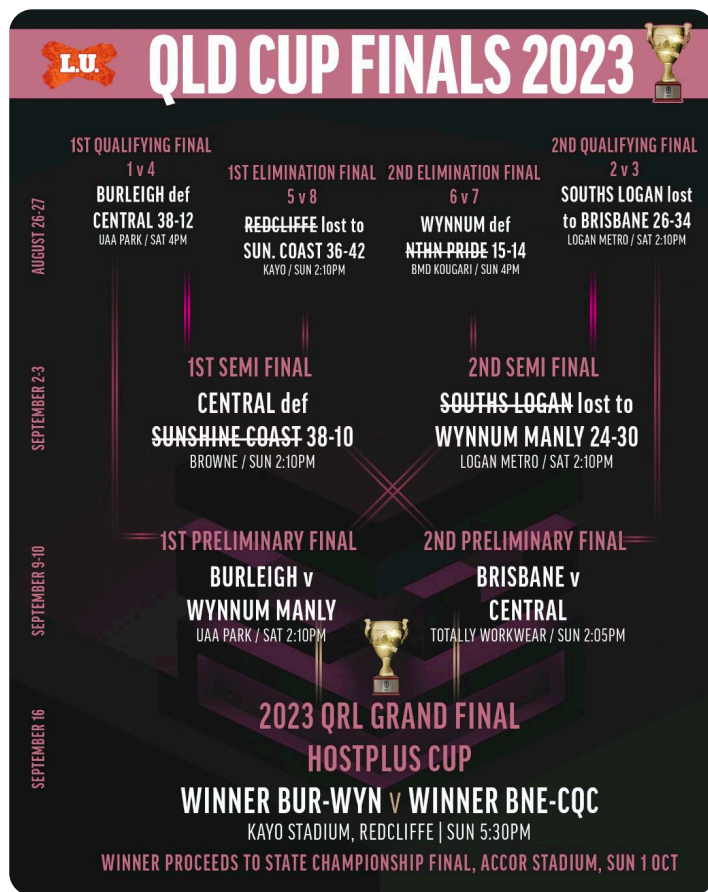 L.U.
QLD CUP FINALS 2023
AUGUST 26-27
1ST QUALIFYING FINAL
1 v 4
BURLEIGH def
CENTRAL 38-12
UAA PARK / SAT 4PM
1ST ELIMINATION FINAL
5 v 8
REDCLIFFE lost to
SUN. COAST 36-42
KAYO / SUN 2:10PM
2ND ELIMINATION FINAL
6 v 7
WYNNUM def
NTHN PRIDE 15-14
BMD KOUGARI / SUN 4PM
2ND QUALIFYING FINAL
2 v 3
SOUTHS LOGAN lost
to BRISBANE 26-34
LOGAN METRO / SAT 2:10PM
SEPTEMBER 2-3
1ST SEMI FINAL
CENTRAL def
SUNSHINE COAST 38-10
BROWNE / SUN 2:10PM
2ND SEMI FINAL
SOUTHS LOGAN lost to
WYNNUM MANLY 24-30
LOGAN METRO / SAT 2:10PM
SEPTEMBER 9-10
1ST PRELIMINARY FINAL
BURLEIGH v
WYNNUM MANLY
UAA PARK / SAT 2:10PM
2ND PRELIMINARY FINAL
BRISBANE v
CENTRAL
TOTALLY WORKWEAR / SUN 2:05PM
SEPTEMBER 16
2023 QRL GRAND FINAL
HOSTPLUS CUP
WINNER BUR-WYN v WINNER BNE-CQC
KAYO STADIUM, REDCLIFFE | SUN 5:30PM
WINNER PROCEEDS TO STATE CHAMPIONSHIP FINAL, ACCOR STADIUM, SUN 1 OCT